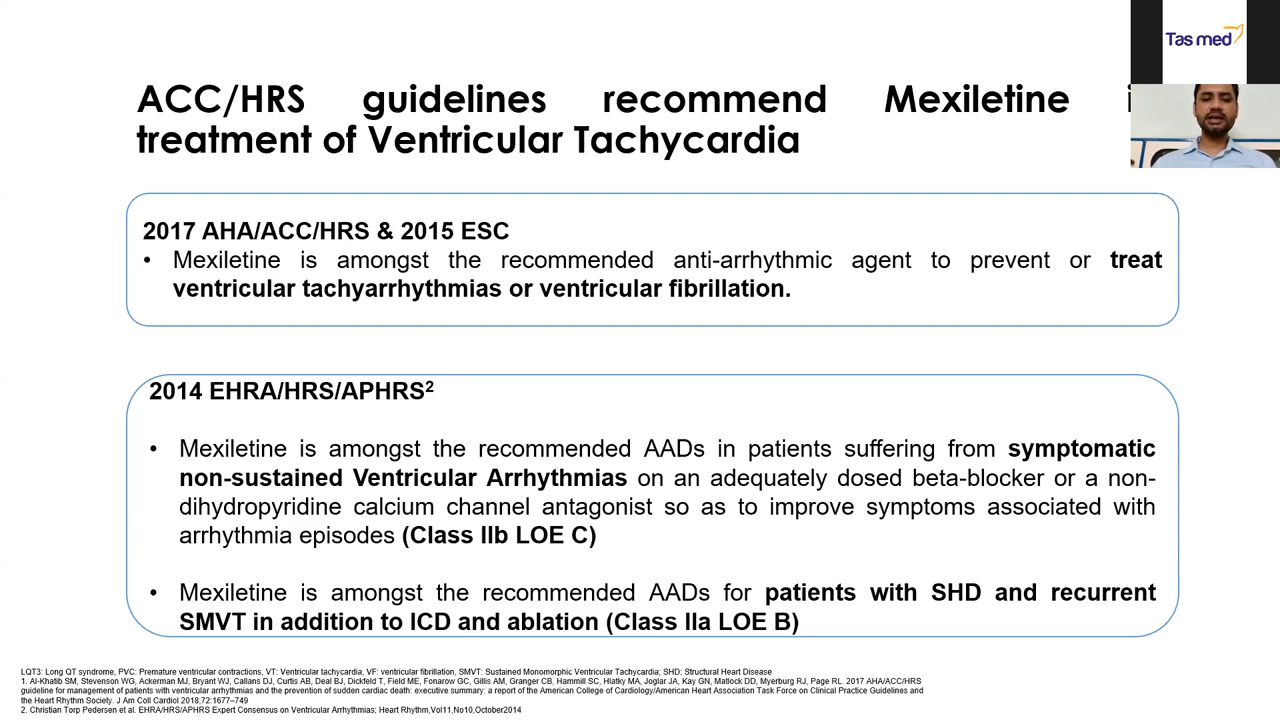 Tas med
ACC/HRS guidelines recommend Mexiletine
treatment of Ventricular Tachycardia
2017 AHA/ACC/HRS & 2015 ESC
• Mexiletine is amongst the recommended anti-arrhythmic agent to prevent or treat
ventricular tachyarrhythmias or ventricular fibrillation.
2014 EHRA/HRS/APHRS²
• Mexiletine is amongst the recommended AADs in patients suffering from symptomatic
non-sustained Ventricular Arrhythmias on an adequately dosed beta-blocker or a non-
dihydropyridine calcium channel antagonist so as to improve symptoms associated with
arrhythmia episodes (Class IIb LOE C)
• Mexiletine is amongst the recommended AADs for patients with SHD and recurrent
SMVT in addition to ICD and ablation (Class IIa LOE B)
LQT3: Long QT syndrome, PVC: Premature ventricular contractions, VT: Ventricular tachycardia, VF: ventricular fibrillation, SMVT: Sustained Monomorphic Ventricular Tachycardia; SHD: Structural Heart Disease
1. Al-Khatib SM, Stevenson WG, Ackerman MJ, Bryant WJ, Callans DJ, Curtis AB, Deal BJ, Dickfeld T, Field ME, Fonarow GC, Gillis AM, Granger CB, Hammill SC, Hlatky MA, Joglar JA, Kay GN, Matlock DD, Myerburg RJ, Page RL. 2017 AHA/ACC/HRS
guideline for management of patients with ventricular arrhythmias and the prevention of sudden cardiac death: executive summary: a report of the American College of Cardiology/American Heart Association Task Force on Clinical Practice Guidelines and
the Heart Rhythm Society. J Am Coll Cardiol 2018;72:1677–749
2. Christian Torp Pedersen et al. EHRA/HRS/APHRS Expert Consensus on Ventricular Arrhythmias; Heart Rhythm,Vol11,No10,October2014